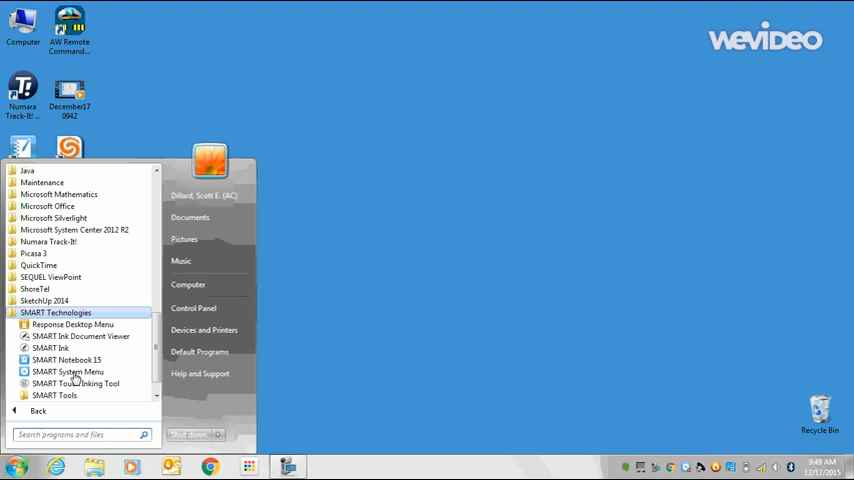 Computer
AW Remote
Command...
WEVIDEO
Numara
Track-It! ...
December17
0942
Java
Maintenance
Microsoft Mathematics
Microsoft Office
Microsoft Silverlight
Microsoft System Center 2012 R2
Numara Track-It!
Picasa 3
QuickTime
SEQUEL ViewPoint
ShoreTel
SketchUp 2014
SMART Technologies
Response Desktop Menu
SMART Ink Document Viewer
SMART Ink
SMART Notebook 15
SMART System Menu
SMART Touch Inking Tool
SMART Tools
Back
Search programs and files
Dillard, Scott E. (AC)
Documents
Pictures
Music
Computer
Control Panel
Devices and Printers
Default Programs
Help and Support
Shut down
Recycle Bin
9:49 AM
12/17/2015